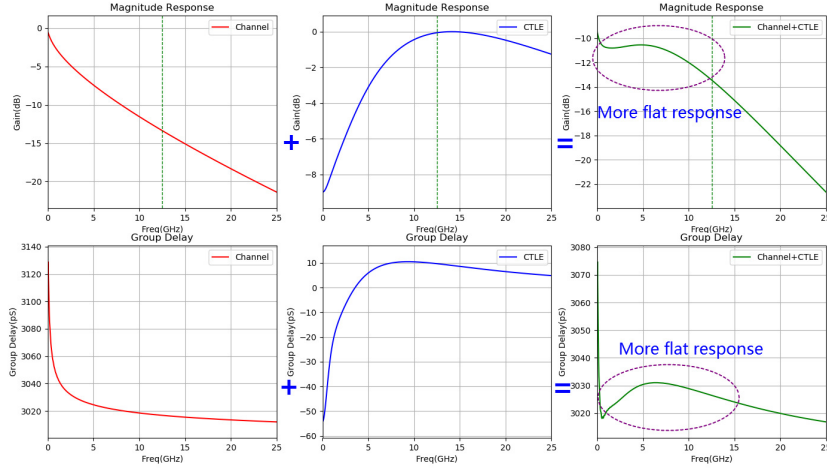 Magnitude Response
Magnitude Response
Magnitude Response
Channel
CTLE
Channel+CTLE
Gain(dB)
0
−5
−10
−15
−20
0 5 10 15 20 25
Freq(GHz)
+
Gain(dB)
0
−2
−4
−6
−8
0 5 10 15 20 25
Freq(GHz)
=
Gain(dB)
−10
−12
−14
−16
−18
−20
−22
0 5 10 15 20 25
Freq(GHz)
More flat response
Group Delay
Group Delay
Group Delay
Channel
CTLE
Channel+CTLE
Group Delay(pS)
3140
3120
3100
3080
3060
3040
3020
0 5 10 15 20 25
Freq(GHz)
+
Group Delay(pS)
10
0
−10
−20
−30
−40
−50
−60
0 5 10 15 20 25
Freq(GHz)
=
Group Delay(pS)
3080
3070
3060
3050
3040
3030
3020
0 5 10 15 20 25
Freq(GHz)
More flat response